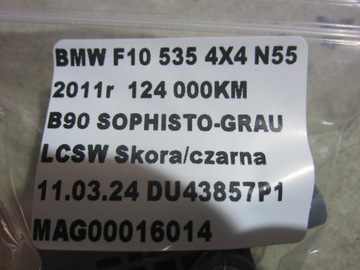 BMW F10 535 4X4 N55
2011r 124 000KM
B90 SOPHISTO-GRAU
LCSW Skora/czarna
11.03.24 DU43857P1
MAG00016014